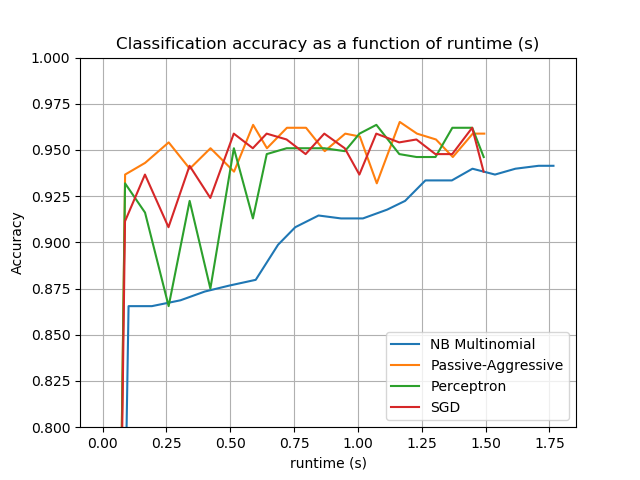 Classification accuracy as a function of runtime (s)
1.000
0.975
0.950
0.925
0.900
0.875
0.850
0.825
0.800
Accuracy
NB Multinomial
Passive-Aggressive
Perceptron
SGD
0.00 0.25 0.50 0.75 1.00 1.25 1.50 1.75
runtime (s)